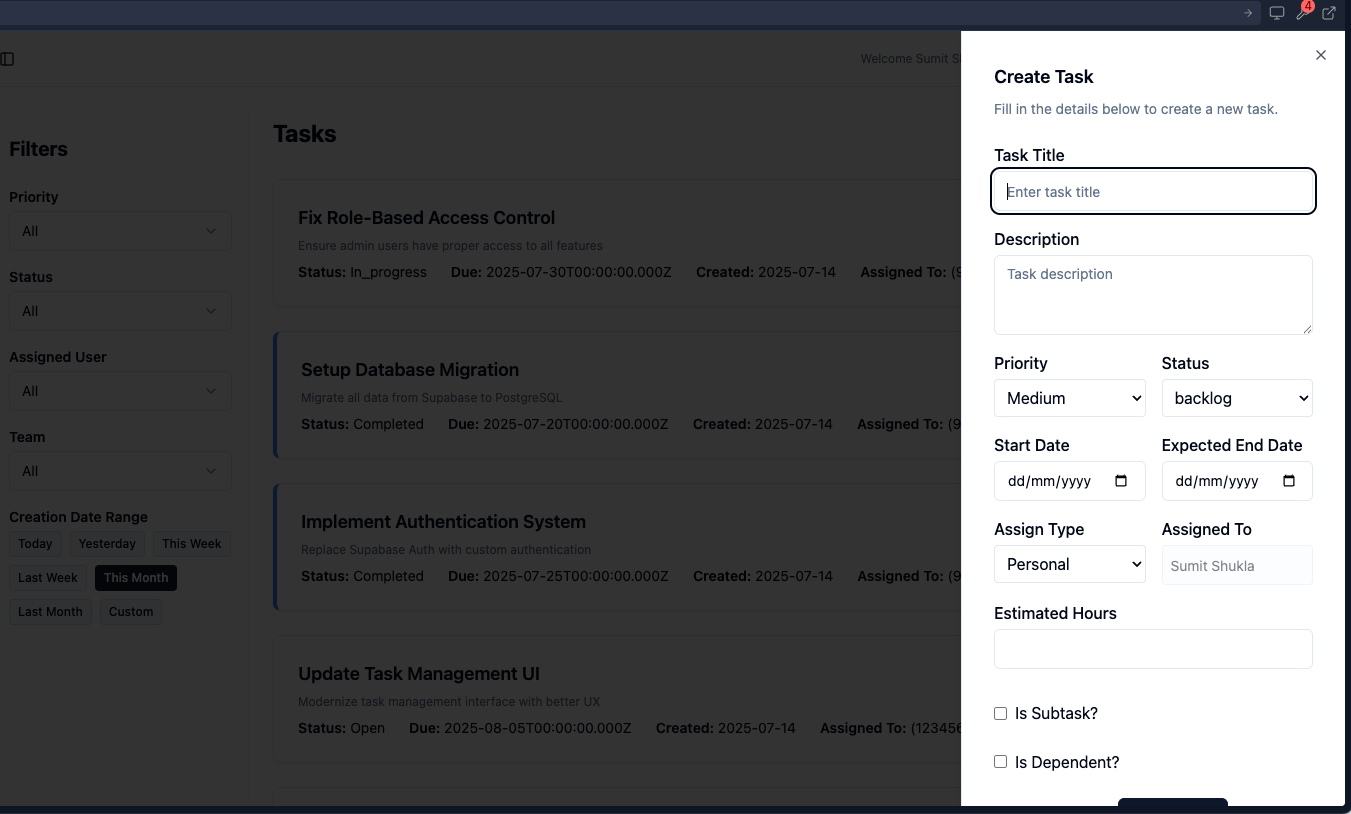 4
Welcome Sumit S
Filters
Priority
All
Status
All
Assigned User
All
Team
All
Creation Date Range
Today Yesterday This Week
Last Week This Month
Last Month Custom
Tasks
Fix Role-Based Access Control
Ensure admin users have proper access to all features
Status: In_progress Due: 2025-07-30T00:00:00.000Z Created: 2025-07-14 Assigned To: (9
Setup Database Migration
Migrate all data from Supabase to PostgreSQL
Status: Completed Due: 2025-07-20T00:00:00.000Z Created: 2025-07-14 Assigned To: (9
Implement Authentication System
Replace Supabase Auth with custom authentication
Status: Completed Due: 2025-07-25T00:00:00.000Z Created: 2025-07-14 Assigned To: (9
Update Task Management UI
Modernize task management interface with better UX
Status: Open Due: 2025-08-05T00:00:00.000Z Created: 2025-07-14 Assigned To: (123456
Create Task
Fill in the details below to create a new task.
Task Title
Enter task title
Description
Task description
Priority Status
Medium backlog
Start Date Expected End Date
dd/mm/yyyy dd/mm/yyyy
Assign Type Assigned To
Personal Sumit Shukla
Estimated Hours
Is Subtask?
Is Dependent?